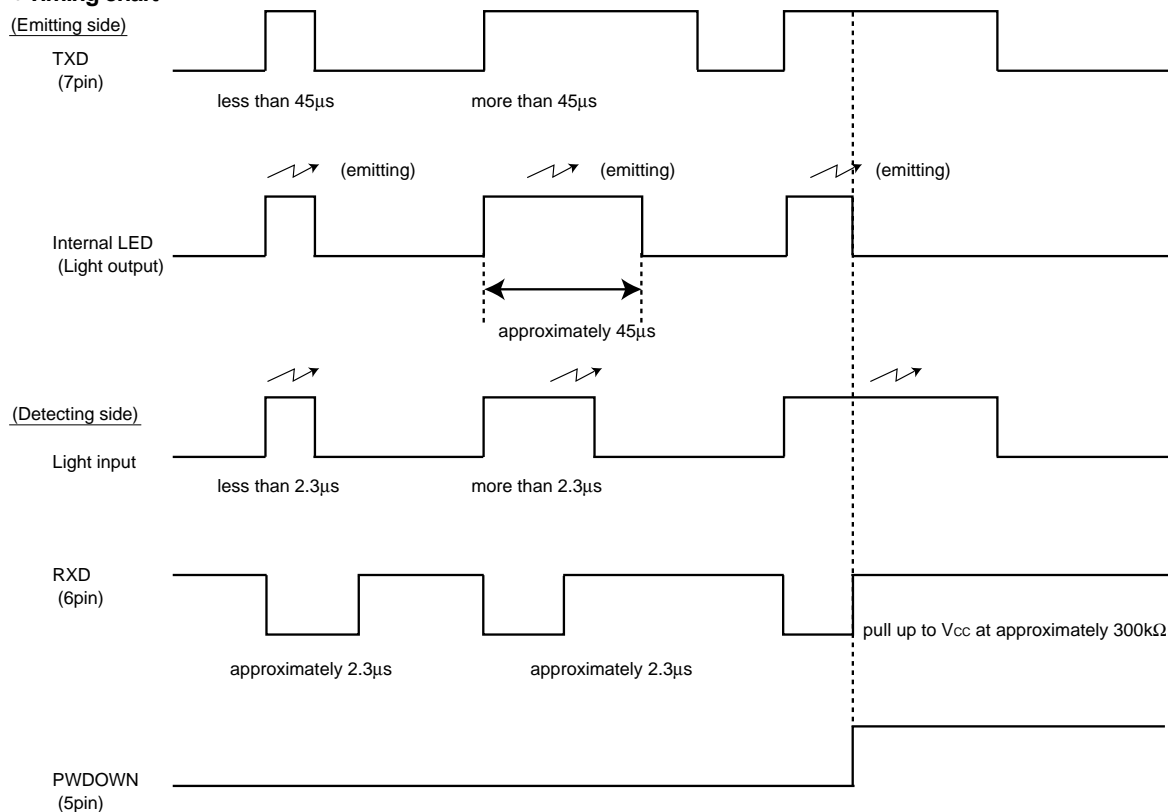 Timing chart
(Emitting side)
TXD
(7pin)
less than 45μs
more than 45μs
(emitting)
(emitting)
(emitting)
Internal LED
(Light output)
approximately 45μs
(Detecting side)
Light input
less than 2.3μs
more than 2.3μs
RXD
(6pin)
pull up to VCC at approximately 300kΩ
approximately 2.3μs
approximately 2.3μs
PWDOWN
(5pin)